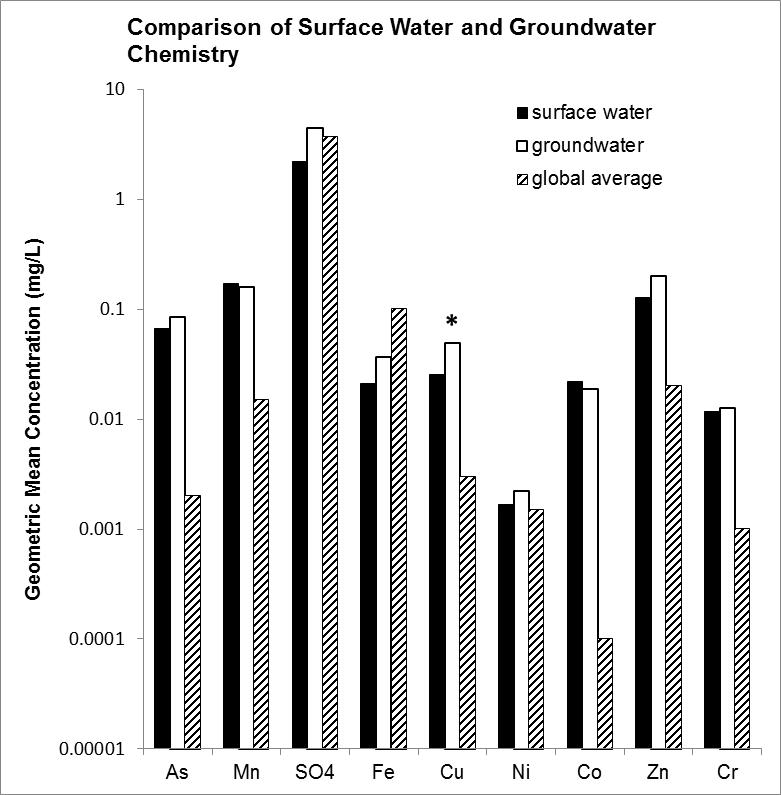 Comparison of Surface Water and Groundwater
Chemistry
10
surface water
groundwater
global average
1
0.1
*
0.01
0.001
0.0001
0.00001
Geometric Mean Concentration (mg/L)
As Mn SO4 Fe Cu Ni Co Zn Cr